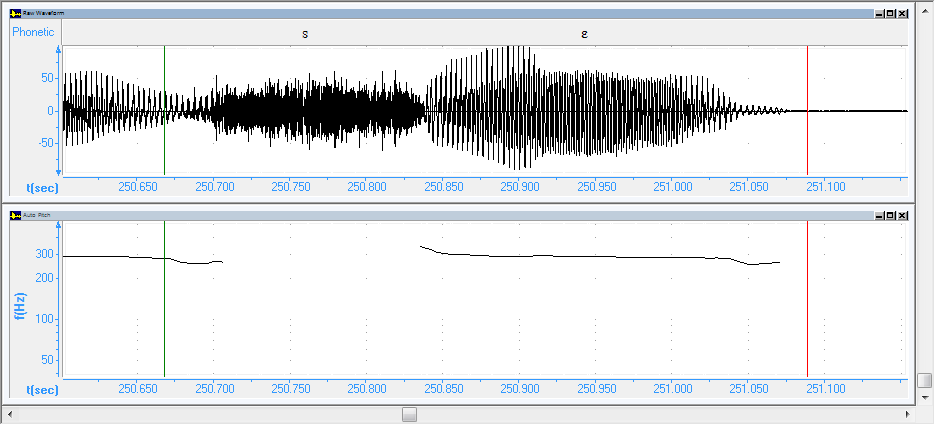 Raw Waveform
Phonetic s ε
50
0
-50
t(sec) 250.650 250.700 250.750 250.800 250.850 250.900 250.950 251.000 251.050 251.100
Auto Pitch
300
200
f(Hz)
100
50
t(sec) 250.650 250.700 250.750 250.800 250.850 250.900 250.950 251.000 251.050 251.100